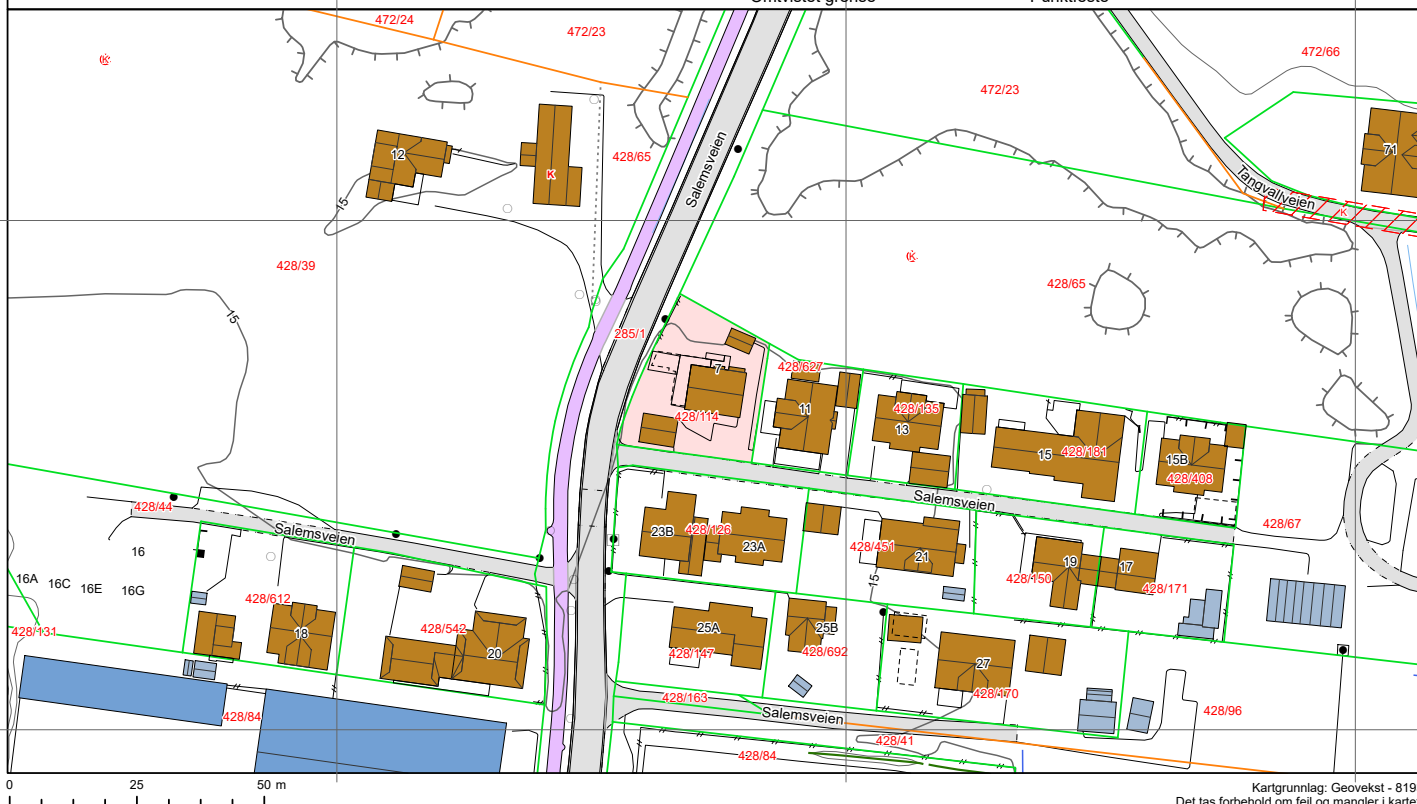 Omtvistet grense
Punktfeste
472/24
472/23
472/66
K
472/23
12
71
428/65
K
Salemsveien
15
Tangvallveien
K
K
428/39
428/65
15
285/1
7
428/627
428/114
11
428/135
13
15
428/181
15B
428/408
428/44
Salemsveien
Salemsveien
428/67
23B
428/126
23A
428/451
21
16
16A
16C
16E
16G
19
17
15
428/150
428/171
428/612
428/542
18
20
428/131
25A
25B
428/147
428/692
27
428/170
428/163
Salemsveien
428/96
428/84
428/41
428/84
0
25
50 m
Kartgrunnlag: Geovekst - 819
Det tas forbehold om feil og mangler i kartet